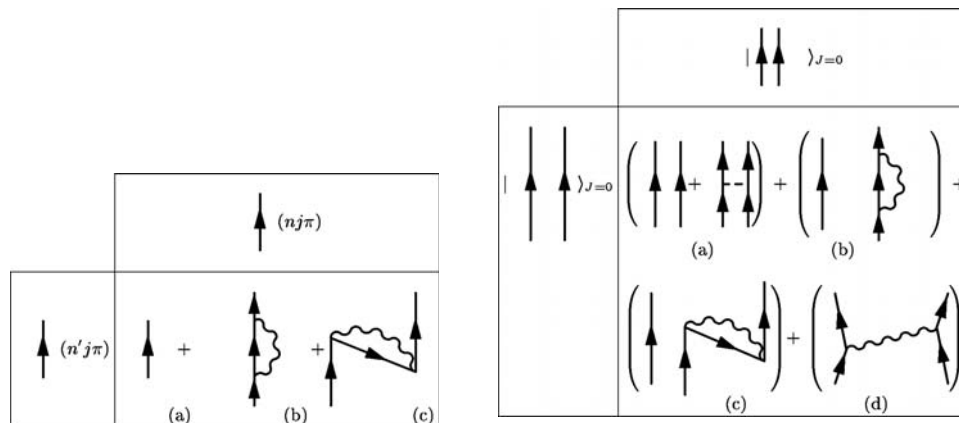 (njπ)
(n′jπ)
+ +
(a) (b) (c)
| ⟩J=0
| ⟩J=0
( + ) + ( ) +
(a) (b)
( ) + ( )
(c) (d)